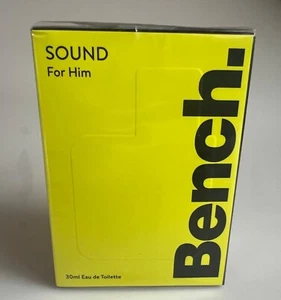 SOUND
For Him
Bench.
30ml Eau de Toilette